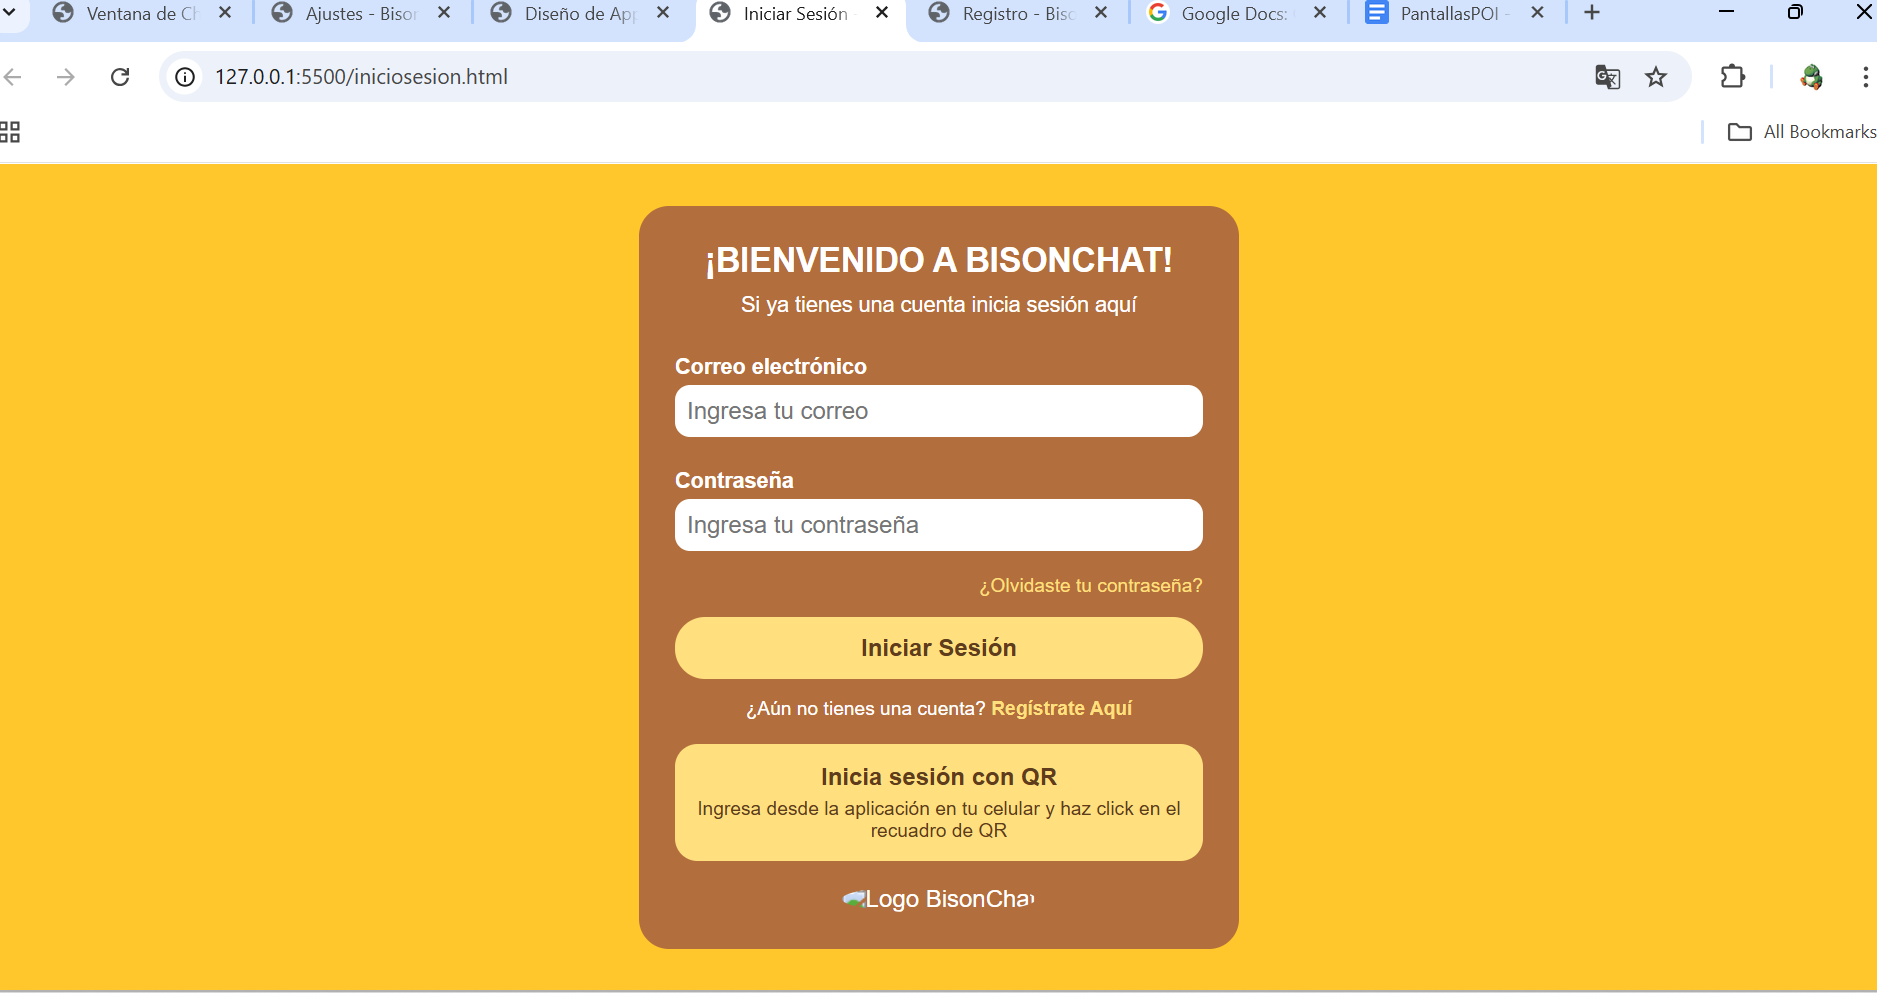 Ventana de Ch
Ajustes - Bison
Diseño de App
Iniciar Sesión -
Registro - Biso
Google Docs:
PantallasPOI -
127.0.0.1:5500/iniciosesion.html
All Bookmarks
¡BIENVENIDO A BISONCHAT!
Si ya tienes una cuenta inicia sesión aquí
Correo electrónico
Ingresa tu correo
Contraseña
Ingresa tu contraseña
¿Olvidaste tu contraseña?
Iniciar Sesión
¿Aún no tienes una cuenta? Regístrate Aquí
Inicia sesión con QR
Ingresa desde la aplicación en tu celular y haz click en el
recuadro de QR
Logo BisonChat